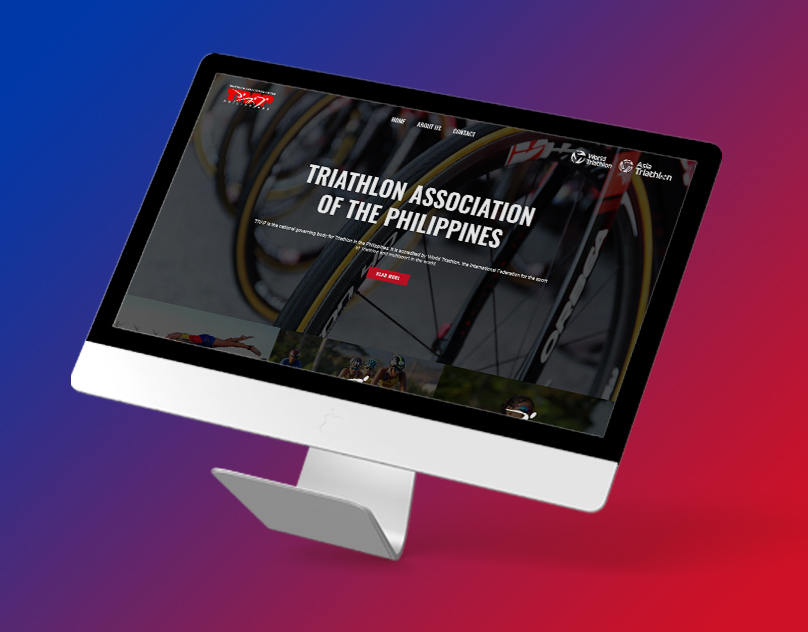 HOME ABOUT US CONTACT
World
Triathlon
Asia
Triathlon
TRIATHLON ASSOCIATION
OF THE PHILIPPINES
TRAP is the national governing body for Triathlon in the Philippines. It is accredited by World Triathlon, the International Federation for the sport
of Triathlon and multisport in the world.
READ MORE
ORBEA